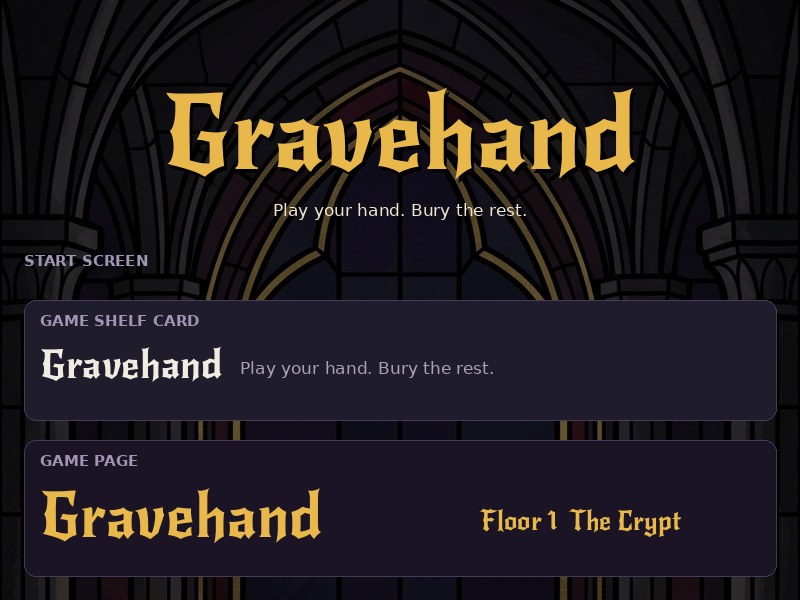 Gravehand
Play your hand. Bury the rest.
START SCREEN
GAME SHELF CARD
Gravehand Play your hand. Bury the rest.
GAME PAGE
Gravehand Floor 1 The Crypt